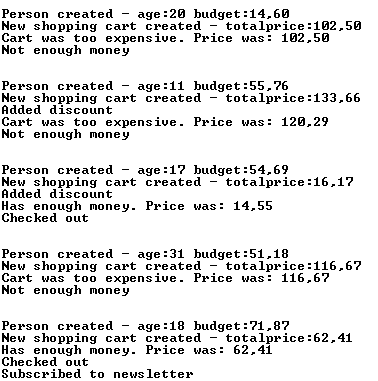 Person created - age:20 budget:14,60
New shopping cart created - totalprice:102,50
Cart was too expensive. Price was: 102,50
Not enough money
Person created - age:11 budget:55,76
New shopping cart created - totalprice:133,66
Added discount
Cart was too expensive. Price was: 120,29
Not enough money
Person created - age:17 budget:54,69
New shopping cart created - totalprice:16,17
Added discount
Has enough money. Price was: 14,55
Checked out
Person created - age:31 budget:51,18
New shopping cart created - totalprice:116,67
Cart was too expensive. Price was: 116,67
Not enough money
Person created - age:18 budget:71,87
New shopping cart created - totalprice:62,41
Has enough money. Price was: 62,41
Checked out
Subscribed to newsletter